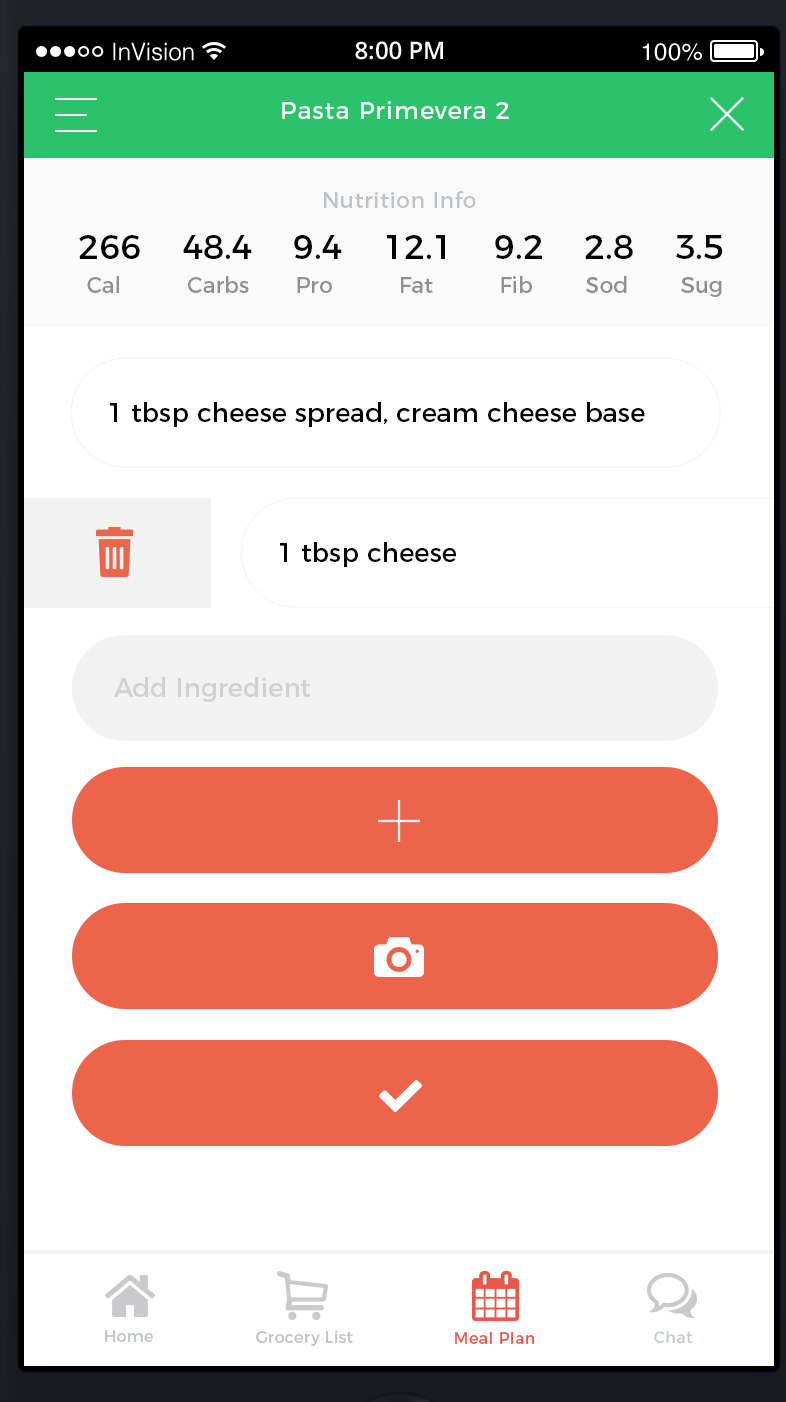 InVision 8:00 PM 100%
Pasta Primevera 2
Nutrition Info
266 48.4 9.4 12.1 9.2 2.8 3.5
Cal Carbs Pro Fat Fib Sod Sug
1 tbsp cheese spread, cream cheese base
1 tbsp cheese
Add Ingredient
Home Grocery List Meal Plan Chat